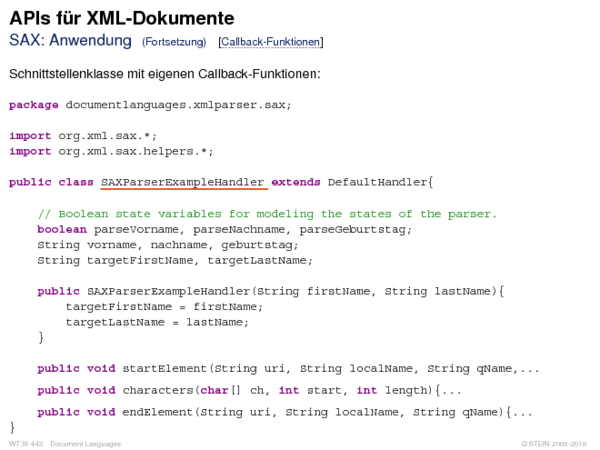 APIs für XML-Dokumente
SAX: Anwendung (Fortsetzung) [Callback-Funktionen]
Schnittstellenklasse mit eigenen Callback-Funktionen:
package documentlanguages.xmlparser.sax;
import org.xml.sax.*;
import org.xml.sax.helpers.*;
public class SAXParserExampleHandler extends DefaultHandler{
// Boolean state variables for modeling the states of the parser.
boolean parseVorname, parseNachname, parseGeburtstag;
String vorname, nachname, geburtstag;
String targetFirstName, targetLastName;
public SAXParserExampleHandler(String firstName, String lastName){
targetFirstName = firstName;
targetLastName = lastName;
}
public void startElement(String uri, String localName, String qName,...
public void characters(char[] ch, int start, int length){...
public void endElement(String uri, String localName, String qName){...
}
WT:III-443 Document Languages © STEIN 2005-2018